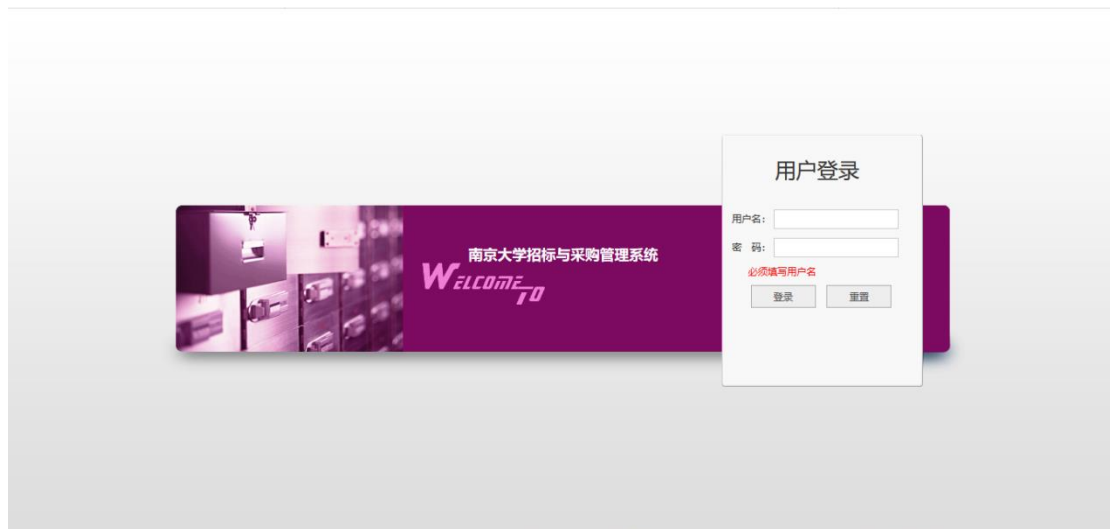 南京大学招标与采购管理系统
WELCOME TO
用户登录
用户名：
密 码：
必须填写用户名
登录 重置